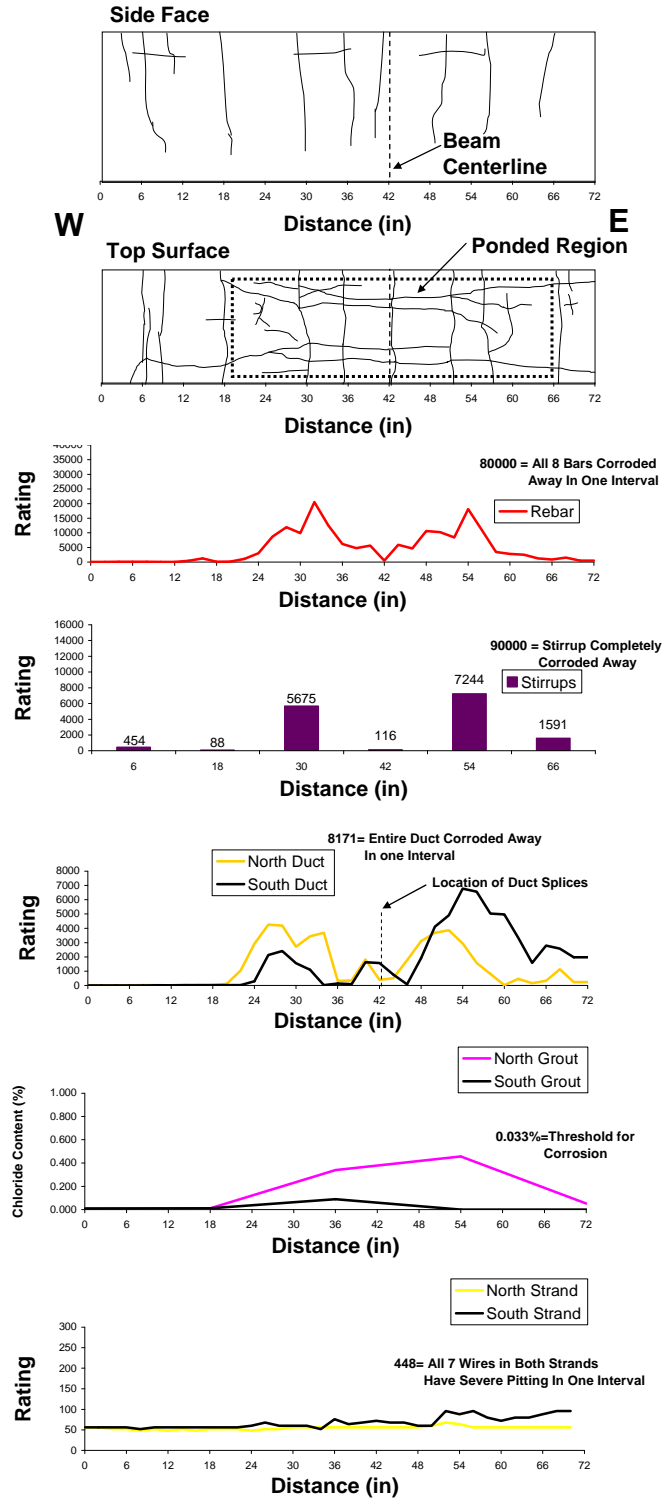 Side Face
Beam
Centerline
0 6 12 18 24 30 36 42 48 54 60 66 72
Distance (in)
W E
Top Surface Ponded Region
0 6 12 18 24 30 36 42 48 54 60 66 72
Distance (in)
Rating
40000
35000
30000
25000
20000
15000
10000
5000
0
80000 = All 8 Bars Corroded
Away In One Interval
Rebar
0 6 12 18 24 30 36 42 48 54 60 66 72
Distance (in)
Rating
16000
14000
12000
10000
8000
6000
4000
2000
0
90000 = Stirrup Completely
Corroded Away
Stirrups
454 88 5675 116 7244 1591
6 18 30 42 54 66
Distance (in)
8171= Entire Duct Corroded Away
In one Interval
North Duct
South Duct
Location of Duct Splices
Rating
8000
7000
6000
5000
4000
3000
2000
1000
0
0 6 12 18 24 30 36 42 48 54 60 66 72
Distance (in)
North Grout
South Grout
Chloride Content (%)
1.000
0.800
0.600
0.400
0.200
0.000
0.033%=Threshold for
Corrosion
0 6 12 18 24 30 36 42 48 54 60 66 72
Distance (in)
North Strand
South Strand
Rating
300
250
200
150
100
50
0
448= All 7 Wires in Both Strands
Have Severe Pitting In One Interval
0 6 12 18 24 30 36 42 48 54 60 66 72
Distance (in)